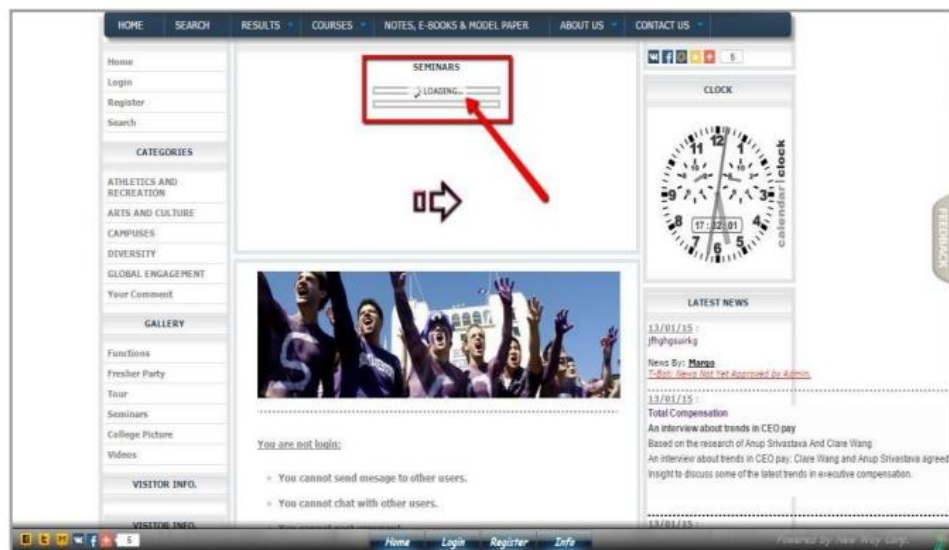 HOME SEARCH RESULTS COURSES NOTES, E-BOOKS & MODEL PAPER ABOUT US CONTACT US
Home
Login
Register
Search
CATEGORIES
ATHLETICS AND
RECREATION
ARTS AND CULTURE
CAMPUSES
DIVERSITY
GLOBAL ENGAGEMENT
Your Comment
GALLERY
Functions
Fresher Party
Tour
Seminars
College Picture
Videos
VISITOR INFO.
VISITOR INFO.
SEMINARS
LOADING...
You are not login:
You cannot send mesage to other users.
You cannot chat with other users.
5
CLOCK
11 12 1
9 3
8 4
7 6 5
17:32:01
calendar|clock
FEEDBACK
LATEST NEWS
13/01/15 :
jfhghgsuirkg
News By: Margo
T-Bot: News Not Yet Approved by Admin.
13/01/15 :
Total Compensation
An interview about trends in CEO pay
Based on the research of Anup Srivastava And Clare Wang
An interview about trends in CEO pay: Clare Wang and Anup Srivastava agreed
Insight to discuss some of the latest trends in executive compensation.
13/01/15 :
5
Home Login Register Info
Powered by New Way Corp.